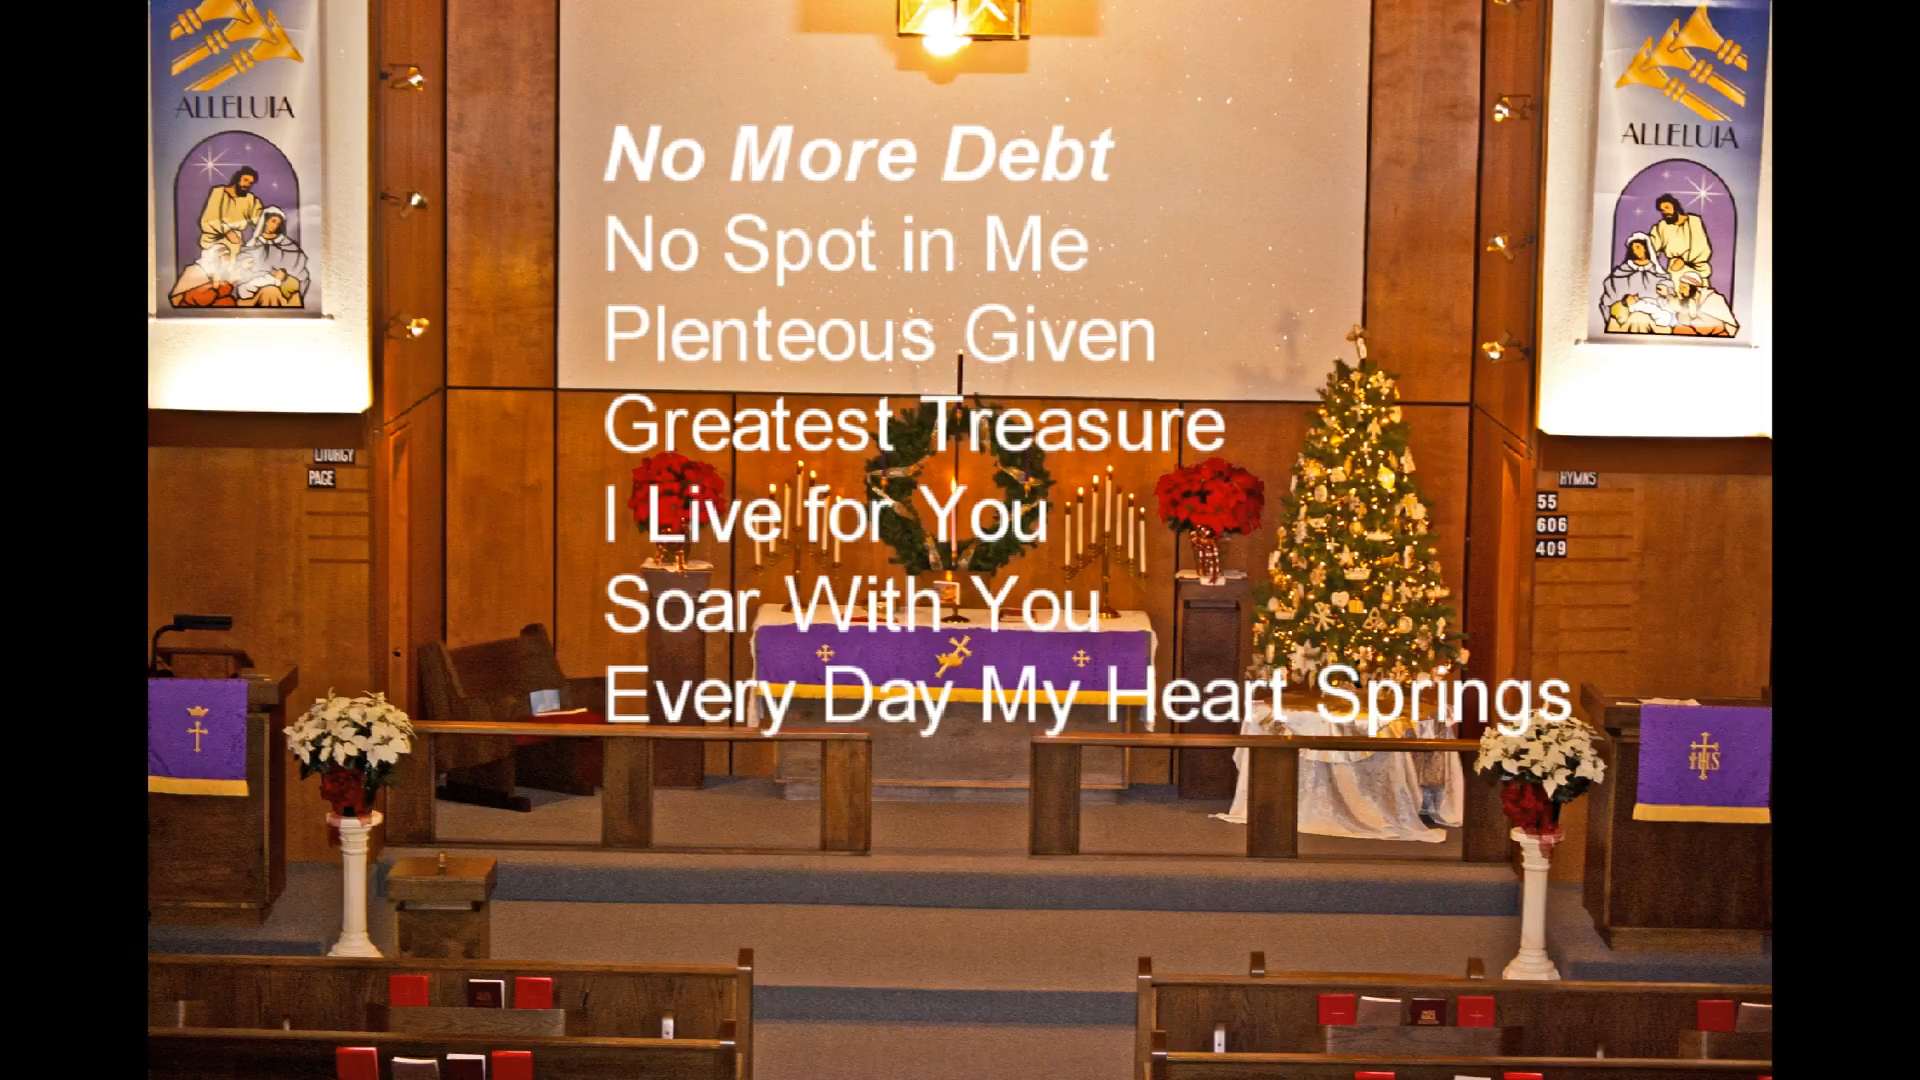 ALLELUIA
ALLELUIA
No More Debt
No Spot in Me
Plenteous Given
Greatest Treasure
I Live for You
Soar With You
Every Day My Heart Springs
LITURGY
PAGE
HYMNS
55
606
409
IHS